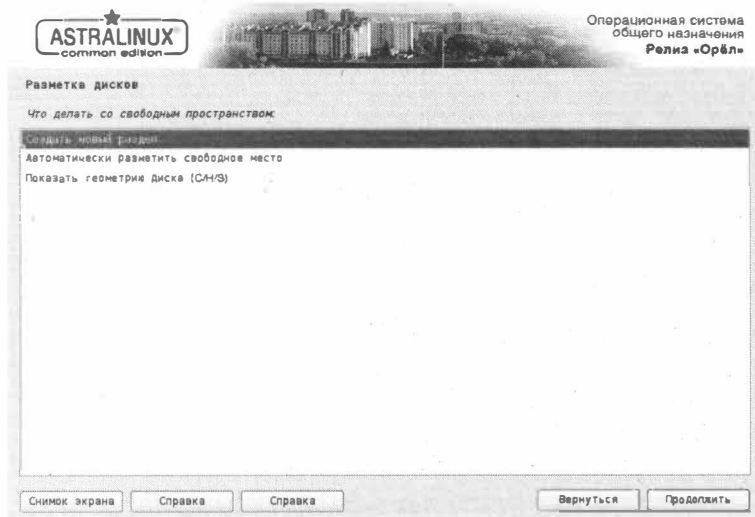 ASTRALINUX
common edition
Операционная система
общего назначения
Релиз «Орёл»
Разметка дисков
Что делать со свободным пространством:
Создать новый раздел
Автоматически разметить свободное место
Показать геометрию диска (C/H/S)
Снимок экрана
Справка
Справка
Вернуться
Продолжить